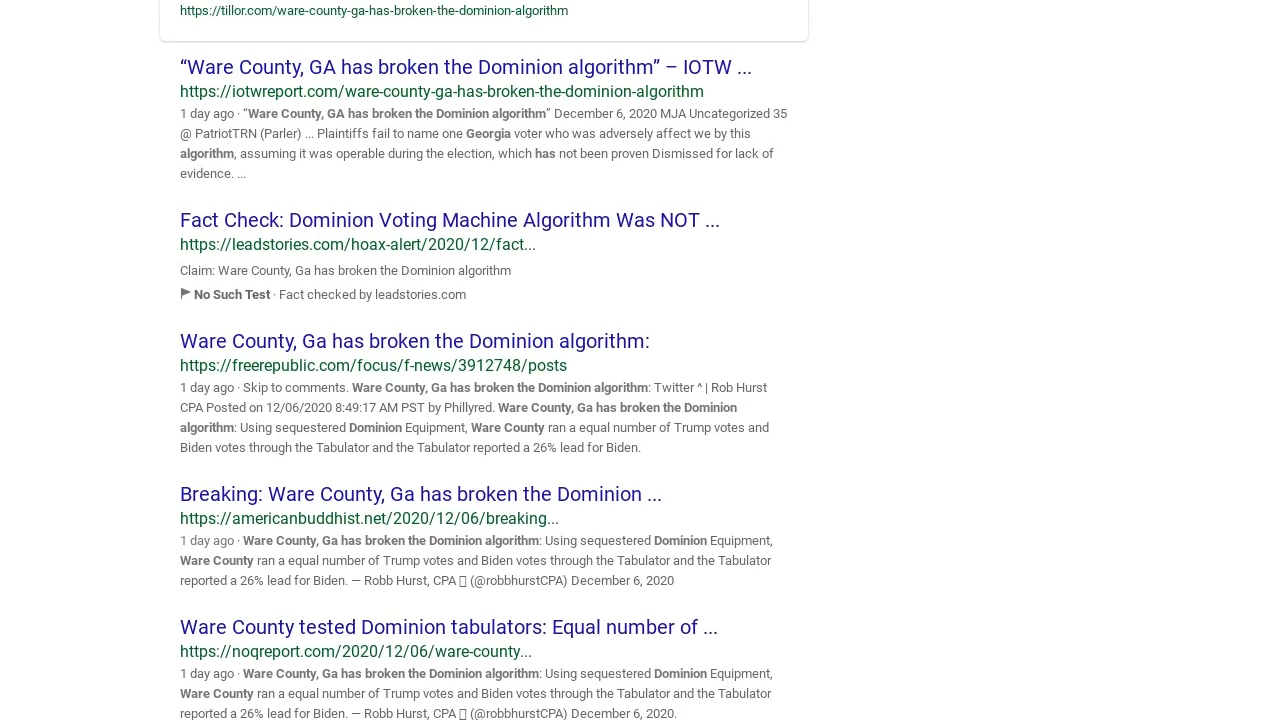 https://tillor.com/ware-county-ga-has-broken-the-dominion-algorithm
“Ware County, GA has broken the Dominion algorithm” – IOTW ...
https://iotwreport.com/ware-county-ga-has-broken-the-dominion-algorithm
1 day ago · “Ware County, GA has broken the Dominion algorithm” December 6, 2020 MJA Uncategorized 35
@ PatriotTRN (Parler) ... Plaintiffs fail to name one Georgia voter who was adversely affect we by this
algorithm, assuming it was operable during the election, which has not been proven Dismissed for lack of
evidence. ...
Fact Check: Dominion Voting Machine Algorithm Was NOT ...
https://leadstories.com/hoax-alert/2020/12/fact...
Claim: Ware County, Ga has broken the Dominion algorithm
No Such Test · Fact checked by leadstories.com
Ware County, Ga has broken the Dominion algorithm:
https://freerepublic.com/focus/f-news/3912748/posts
1 day ago · Skip to comments. Ware County, Ga has broken the Dominion algorithm: Twitter ^ | Rob Hurst
CPA Posted on 12/06/2020 8:49:17 AM PST by Phillyred. Ware County, Ga has broken the Dominion
algorithm: Using sequestered Dominion Equipment, Ware County ran a equal number of Trump votes and
Biden votes through the Tabulator and the Tabulator reported a 26% lead for Biden.
Breaking: Ware County, Ga has broken the Dominion ...
https://americanbuddhist.net/2020/12/06/breaking...
1 day ago · Ware County, Ga has broken the Dominion algorithm: Using sequestered Dominion Equipment,
Ware County ran a equal number of Trump votes and Biden votes through the Tabulator and the Tabulator
reported a 26% lead for Biden. — Robb Hurst, CPA ▯ (@robbhurstCPA) December 6, 2020
Ware County tested Dominion tabulators: Equal number of ...
https://noqreport.com/2020/12/06/ware-county...
1 day ago · Ware County, Ga has broken the Dominion algorithm: Using sequestered Dominion Equipment,
Ware County ran a equal number of Trump votes and Biden votes through the Tabulator and the Tabulator
reported a 26% lead for Biden. — Robb Hurst, CPA ▯ (@robbhurstCPA) December 6, 2020.